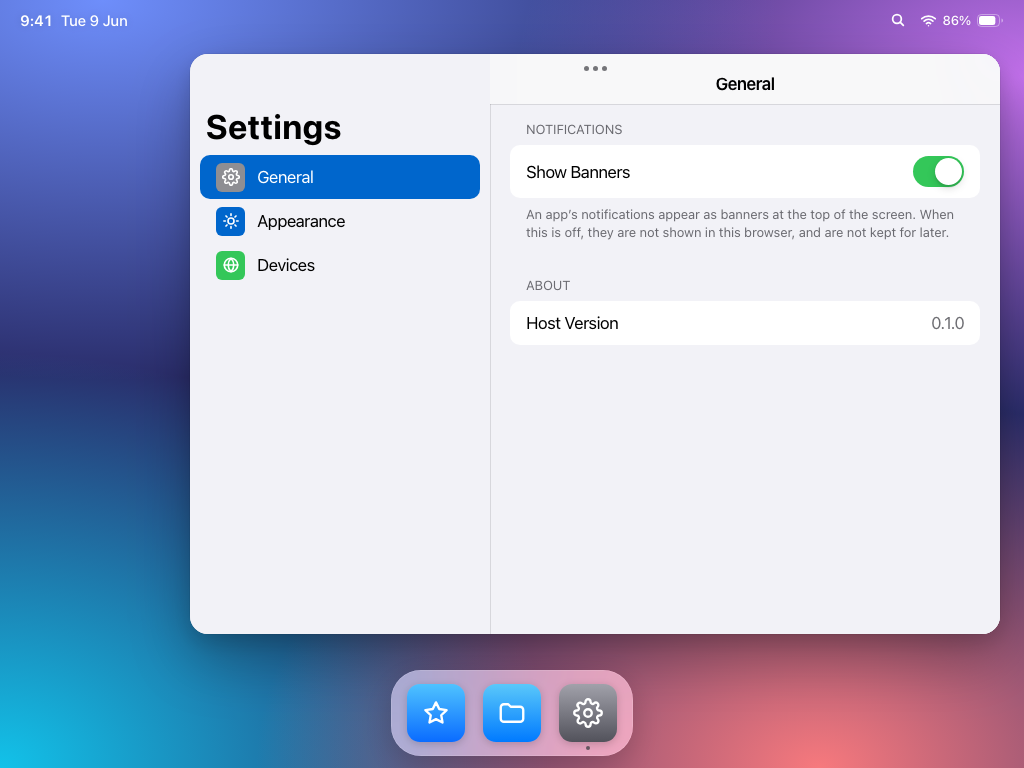 9:41 Tue 9 Jun
86%
Settings
General
Appearance
Devices
General
NOTIFICATIONS
Show Banners
An app’s notifications appear as banners at the top of the screen. When
this is off, they are not shown in this browser, and are not kept for later.
ABOUT
Host Version 0.1.0